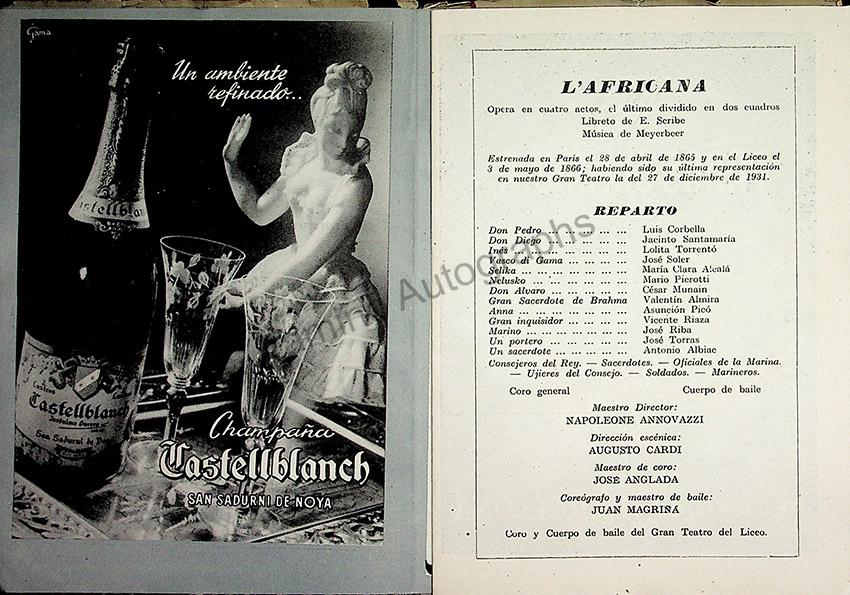 Gama
Un ambiente
refinado...
Castellblanch
San Sadurni de
Champaña
Castellblanch
SAN SADURNI DE NOYA
L'AFRICANA
Opera en cuatro actos, el último dividido en dos cuadros
Libreto de E. Scribe
Música de Meyerbeer
Estrenada en París el 28 de abril de 1865 y en el Liceo el
3 de mayo de 1866; habiendo sido su última representación
en nuestro Gran Teatro la del 27 de diciembre de 1931.
REPARTO
Don Pedro ... ... ... ... ... Luis Corbella
Don Diego ... ... ... ... ... Jacinto Santamaría
Inés ... ... ... ... ... ... Lolita Torrentó
Vasco di Gama ... ... ... ... José Soler
Selika ... ... ... ... ... ... María Clara Alcalá
Nelusko ... ... ... ... ... Mario Pierotti
Don Alvaro ... ... ... ... ... César Munain
Gran Sacerdote de Brahma Valentín Almira
Anna ... ... ... ... ... ... Asunción Picó
Gran inquisidor ... ... ... ... Vicente Riaza
Marino ... ... ... ... ... ... José Riba
Un portero ... ... ... ... ... José Torras
Un sacerdote ... ... ... ... Antonio Albiac
Consejeros del Rey. — Sacerdotes. — Oficiales de la Marina.
— Ujieres del Consejo. — Soldados. — Marineros.
Coro general Cuerpo de baile
Maestro Director:
NAPOLEONE ANNOVAZZI
Dirección escénica:
AUGUSTO CARDI
Maestro de coro:
JOSE ANGLADA
Coreógrafo y maestro de baile:
JUAN MAGRIÑÁ
Coro y Cuerpo de baile del Gran Teatro del Liceo.
Autographs